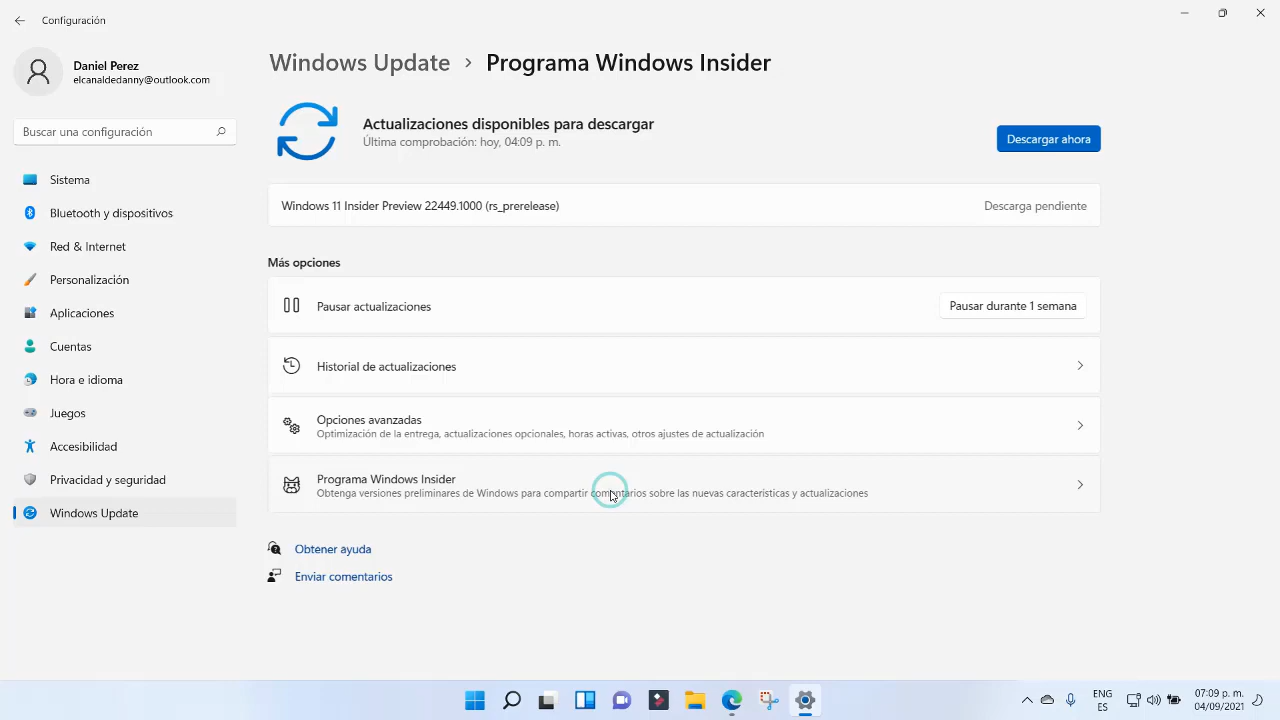 Configuración
Daniel Perez
elcanaldedanny@outlook.com
Buscar una configuración
Sistema
Bluetooth y dispositivos
Red & Internet
Personalización
Aplicaciones
Cuentas
Hora e idioma
Juegos
Accesibilidad
Privacidad y seguridad
Windows Update
Windows Update › Programa Windows Insider
Actualizaciones disponibles para descargar
Última comprobación: hoy, 04:09 p. m.
Descargar ahora
Windows 11 Insider Preview 22449.1000 (rs_prerelease)
Descarga pendiente
Más opciones
Pausar actualizaciones
Pausar durante 1 semana
Historial de actualizaciones
Opciones avanzadas
Optimización de la entrega, actualizaciones opcionales, horas activas, otros ajustes de actualización
Programa Windows Insider
Obtenga versiones preliminares de Windows para compartir comentarios sobre las nuevas características y actualizaciones
Obtener ayuda
Enviar comentarios
ENG
ES
07:09 p. m.
04/09/2021